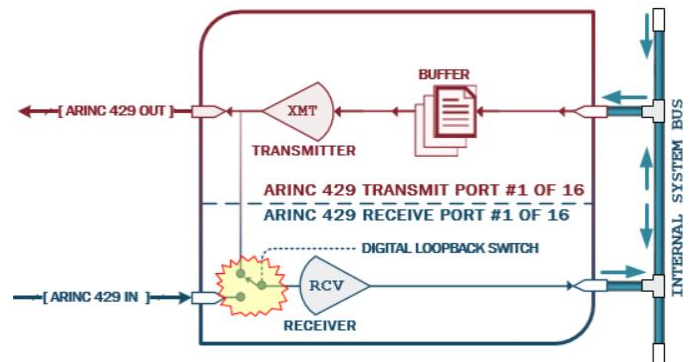 BUFFER
[ ARINC 429 OUT ]
XMT
TRANSMITTER
ARINC 429 TRANSMIT PORT #1 OF 16
ARINC 429 RECEIVE PORT #1 OF 16
DIGITAL LOOPBACK SWITCH
[ ARINC 429 IN ]
RCV
RECEIVER
INTERNAL SYSTEM BUS